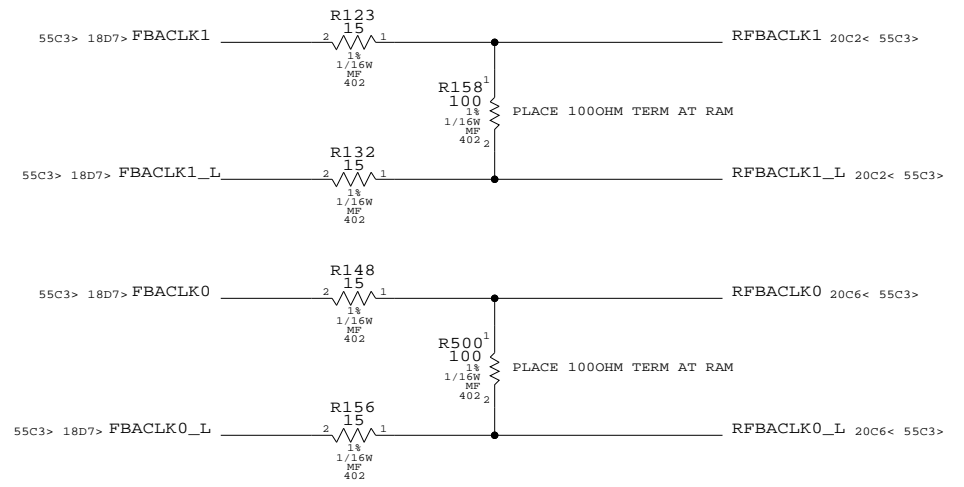 R123
15
55C3> 18D7> FBACLK1 2 1 RFBACLK1 20C2< 55C3>
1%
1/16W
MF
402
R158 1
100
1%
1/16W
MF
402 2
PLACE 100OHM TERM AT RAM
R132
15
55C3> 18D7> FBACLK1_L 2 1 RFBACLK1_L 20C2< 55C3>
1%
1/16W
MF
402
R148
15
55C3> 18D7> FBACLK0 2 1 RFBACLK0 20C6< 55C3>
1%
1/16W
MF
402
R500 1
100
1%
1/16W
MF
402 2
PLACE 100OHM TERM AT RAM
R156
15
55C3> 18D7> FBACLK0_L 2 1 RFBACLK0_L 20C6< 55C3>
1%
1/16W
MF
402